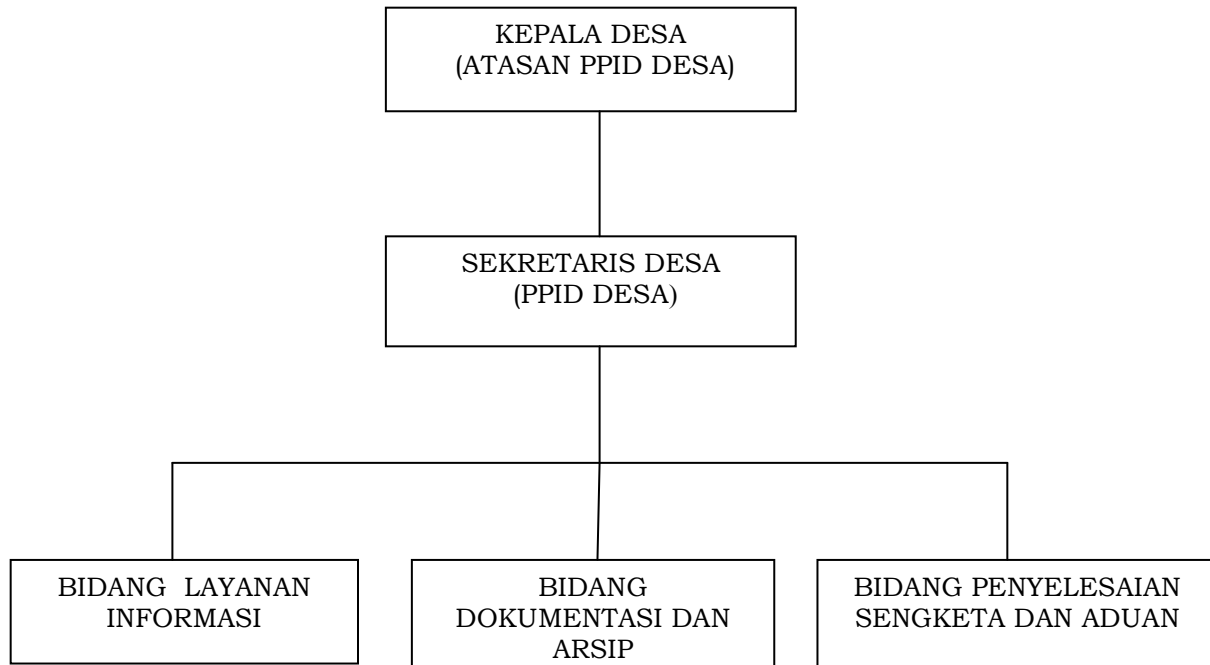 KEPALA DESA
(ATASAN PPID DESA)
SEKRETARIS DESA
(PPID DESA)
BIDANG LAYANAN
INFORMASI
BIDANG
DOKUMENTASI DAN
ARSIP
BIDANG PENYELESAIAN
SENGKETA DAN ADUAN